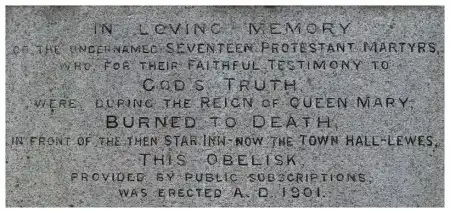 IN LOVING MEMORY
OF THE UNDERNAMED SEVENTEEN PROTESTANT MARTYRS,
WHO, FOR THEIR FAITHFUL TESTIMONY TO
GOD'S TRUTH,
WERE, DURING THE REIGN OF QUEEN MARY,
BURNED TO DEATH,
IN FRONT OF THE THEN STAR INN-NOW THE TOWN HALL-LEWES,
THIS OBELISK,
PROVIDED BY PUBLIC SUBSCRIPTIONS,
WAS ERECTED A.D. 1901.